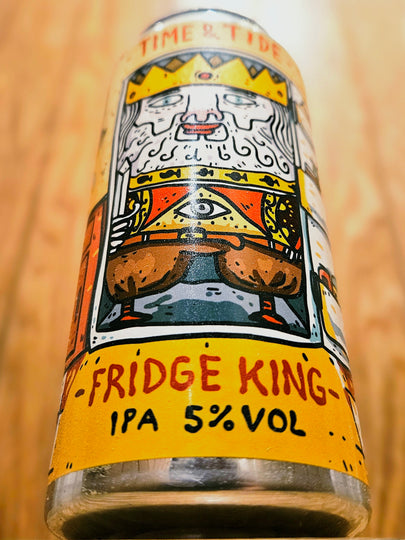 TIME & TIDE
-FRIDGE KING-
IPA 5% VOL